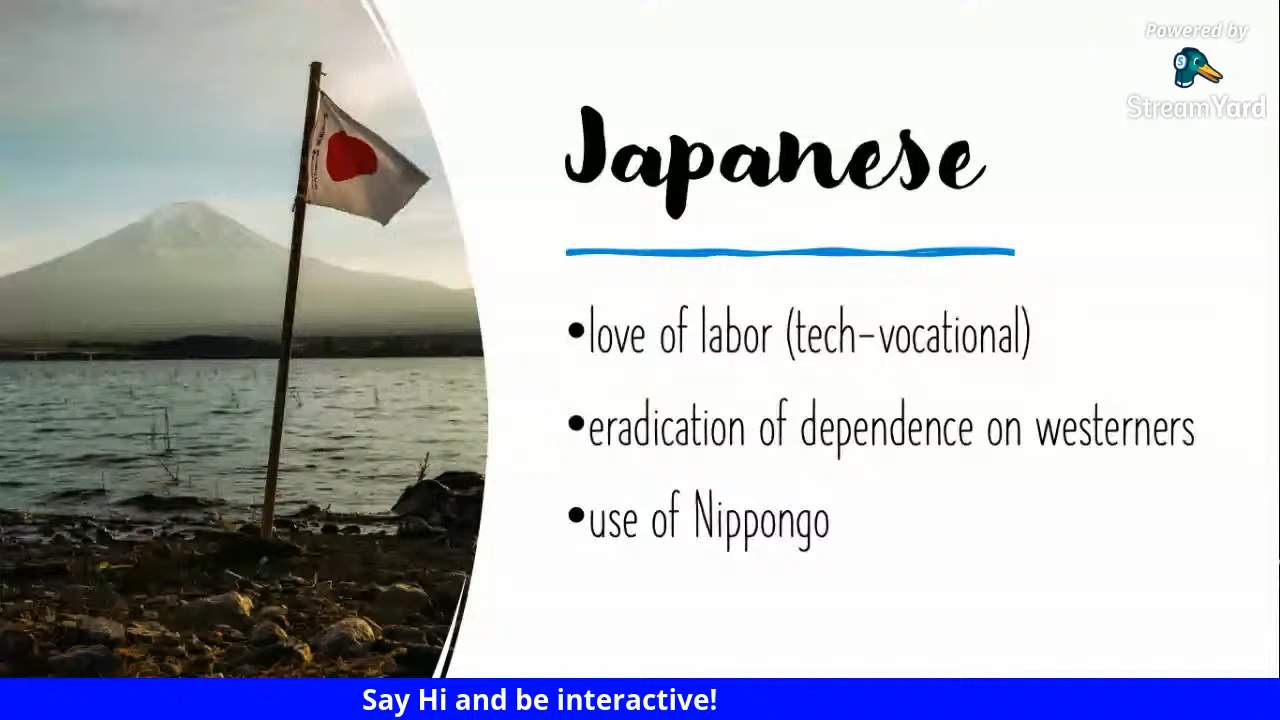 Powered by
StreamYard
Japanese
•love of labor (tech-vocational)
•eradication of dependence on westerners
•use of Nippongo
Say Hi and be interactive!